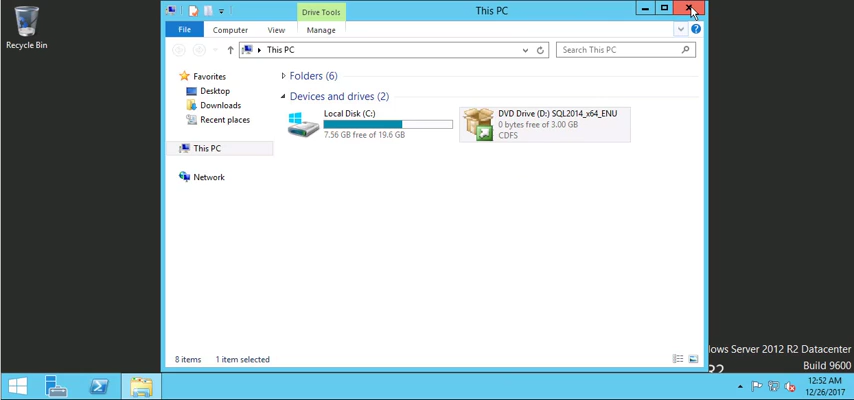 Recycle Bin
Drive Tools
This PC
File
Computer
View
Manage
This PC
Search This PC
Favorites
Desktop
Downloads
Recent places
This PC
Network
Folders (6)
Devices and drives (2)
Local Disk (C:)
7.56 GB free of 19.6 GB
DVD Drive (D:) SQL2014_x64_ENU
0 bytes free of 3.00 GB
CDFS
8 items
1 item selected
Server 2012 R2 Datacenter
Build 9600
R2
12:52 AM
12/26/2017